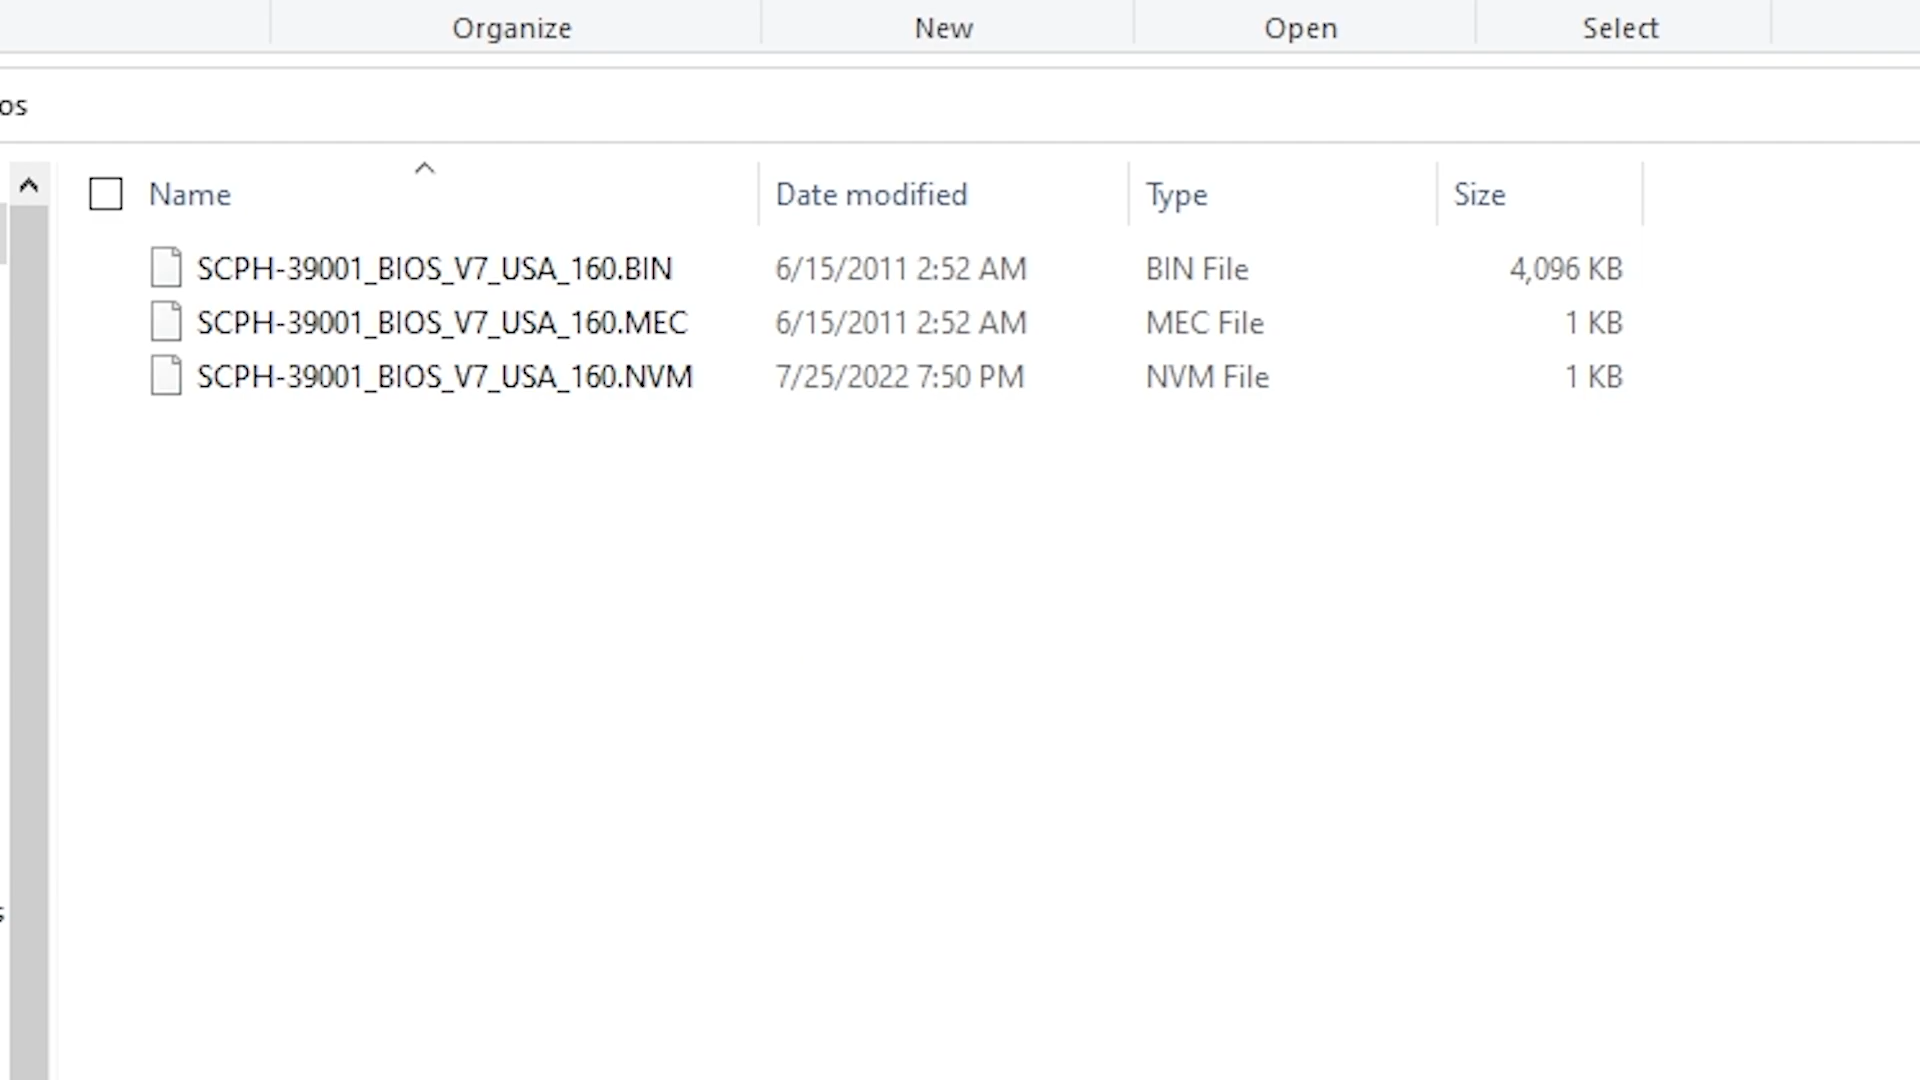 Organize New Open Select
os
Name Date modified Type Size
SCPH-39001_BIOS_V7_USA_160.BIN 6/15/2011 2:52 AM BIN File 4,096 KB
SCPH-39001_BIOS_V7_USA_160.MEC 6/15/2011 2:52 AM MEC File 1 KB
SCPH-39001_BIOS_V7_USA_160.NVM 7/25/2022 7:50 PM NVM File 1 KB
s